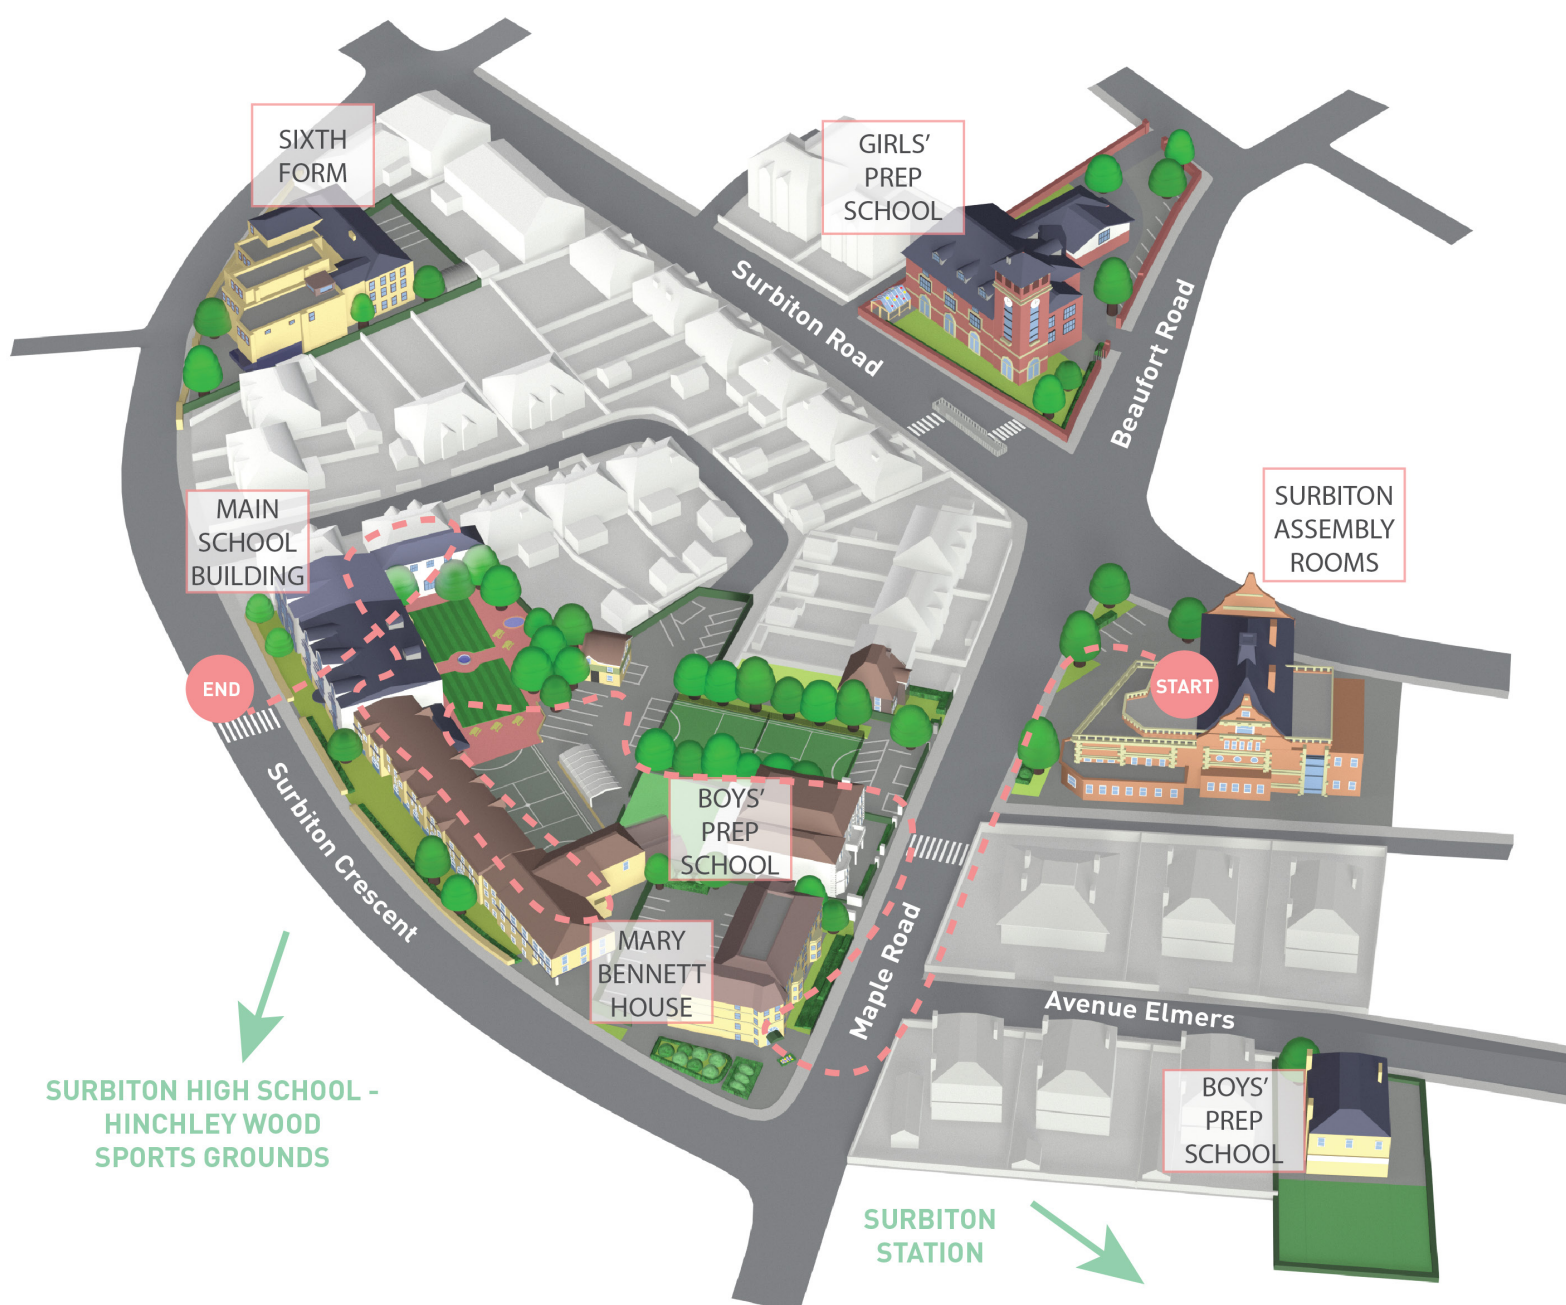 SIXTH
FORM
GIRLS'
PREP
SCHOOL
Surbiton Road
Beaufort Road
MAIN
SCHOOL
BUILDING
SURBITON
ASSEMBLY
ROOMS
END
START
Surbiton Crescent
BOYS'
PREP
SCHOOL
MARY
BENNETT
HOUSE
Maple Road
Avenue Elmers
SURBITON HIGH SCHOOL -
HINCHLEY WOOD
SPORTS GROUNDS
BOYS'
PREP
SCHOOL
SURBITON
STATION